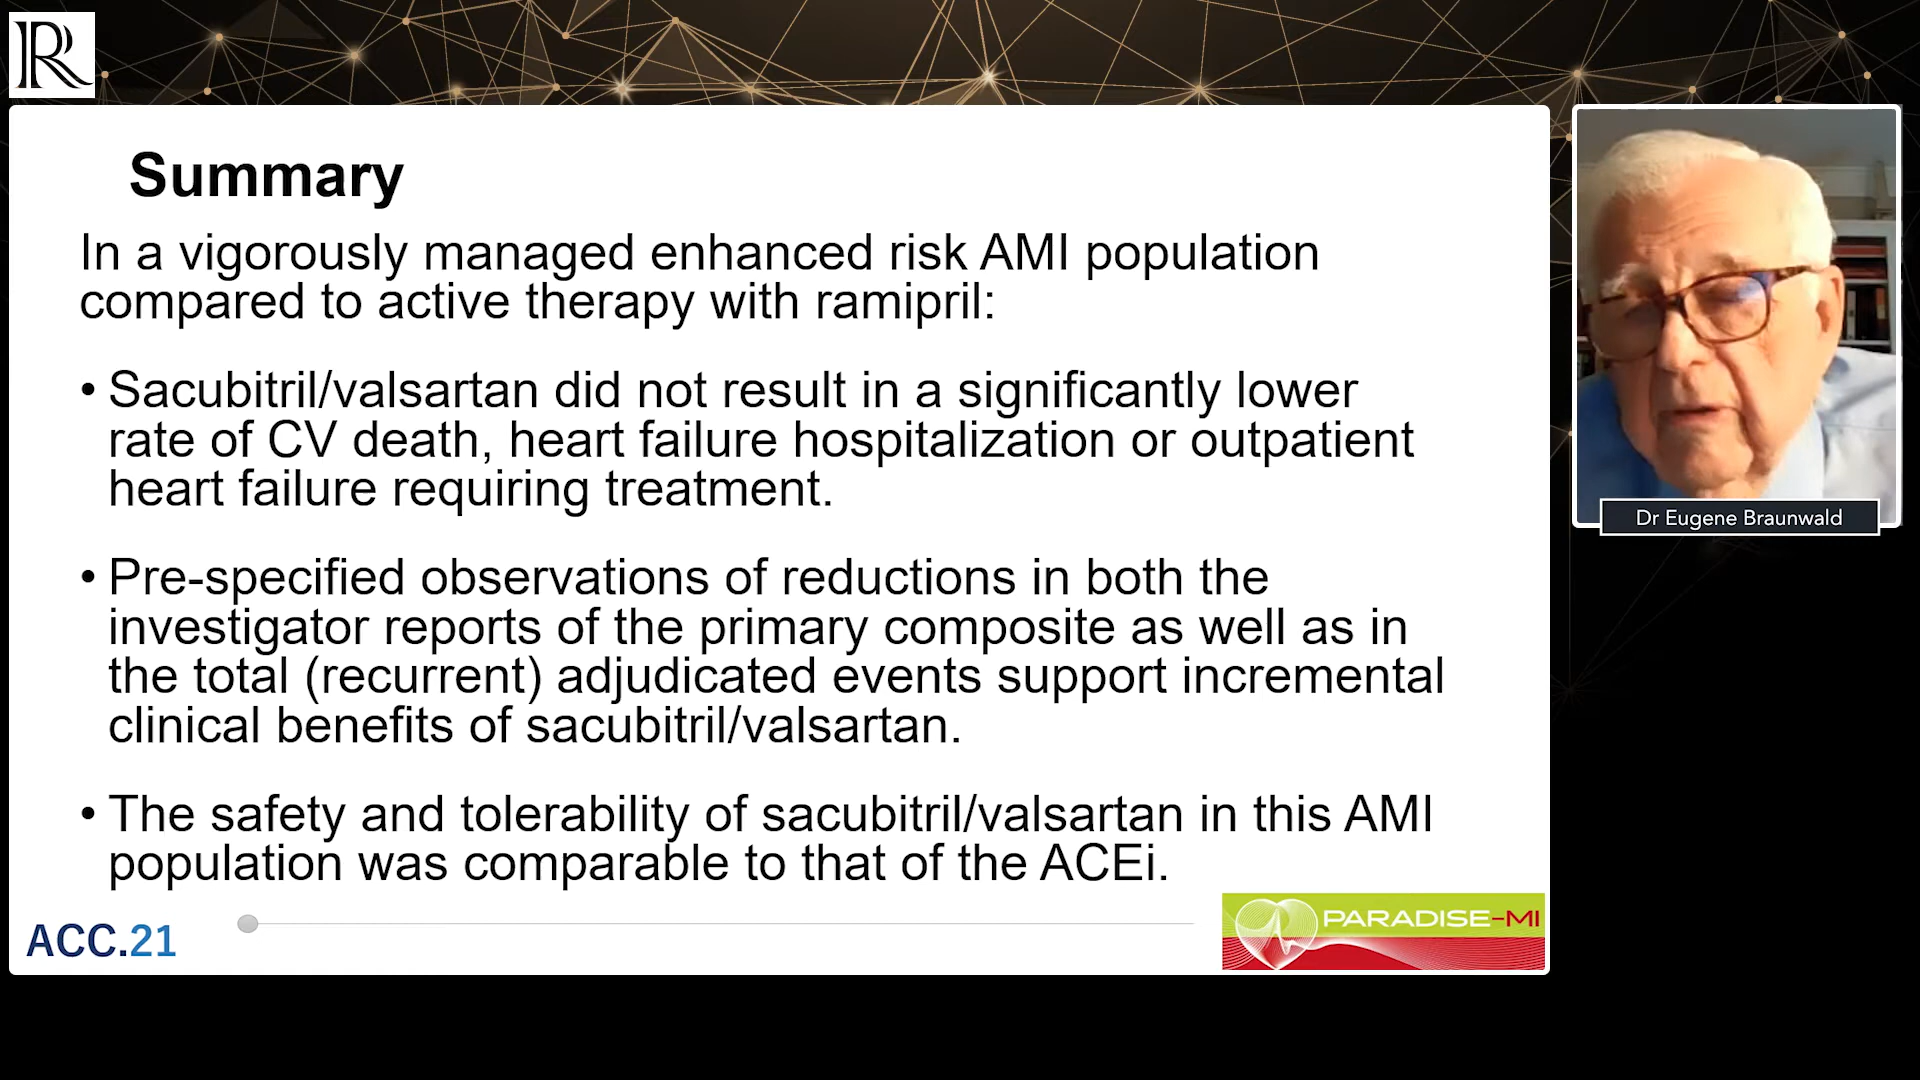 R
Summary
In a vigorously managed enhanced risk AMI population
compared to active therapy with ramipril:
• Sacubitril/valsartan did not result in a significantly lower
rate of CV death, heart failure hospitalization or outpatient
heart failure requiring treatment.
• Pre-specified observations of reductions in both the
investigator reports of the primary composite as well as in
the total (recurrent) adjudicated events support incremental
clinical benefits of sacubitril/valsartan.
• The safety and tolerability of sacubitril/valsartan in this AMI
population was comparable to that of the ACEi.
ACC.21
PARADISE-MI
Dr Eugene Braunwald